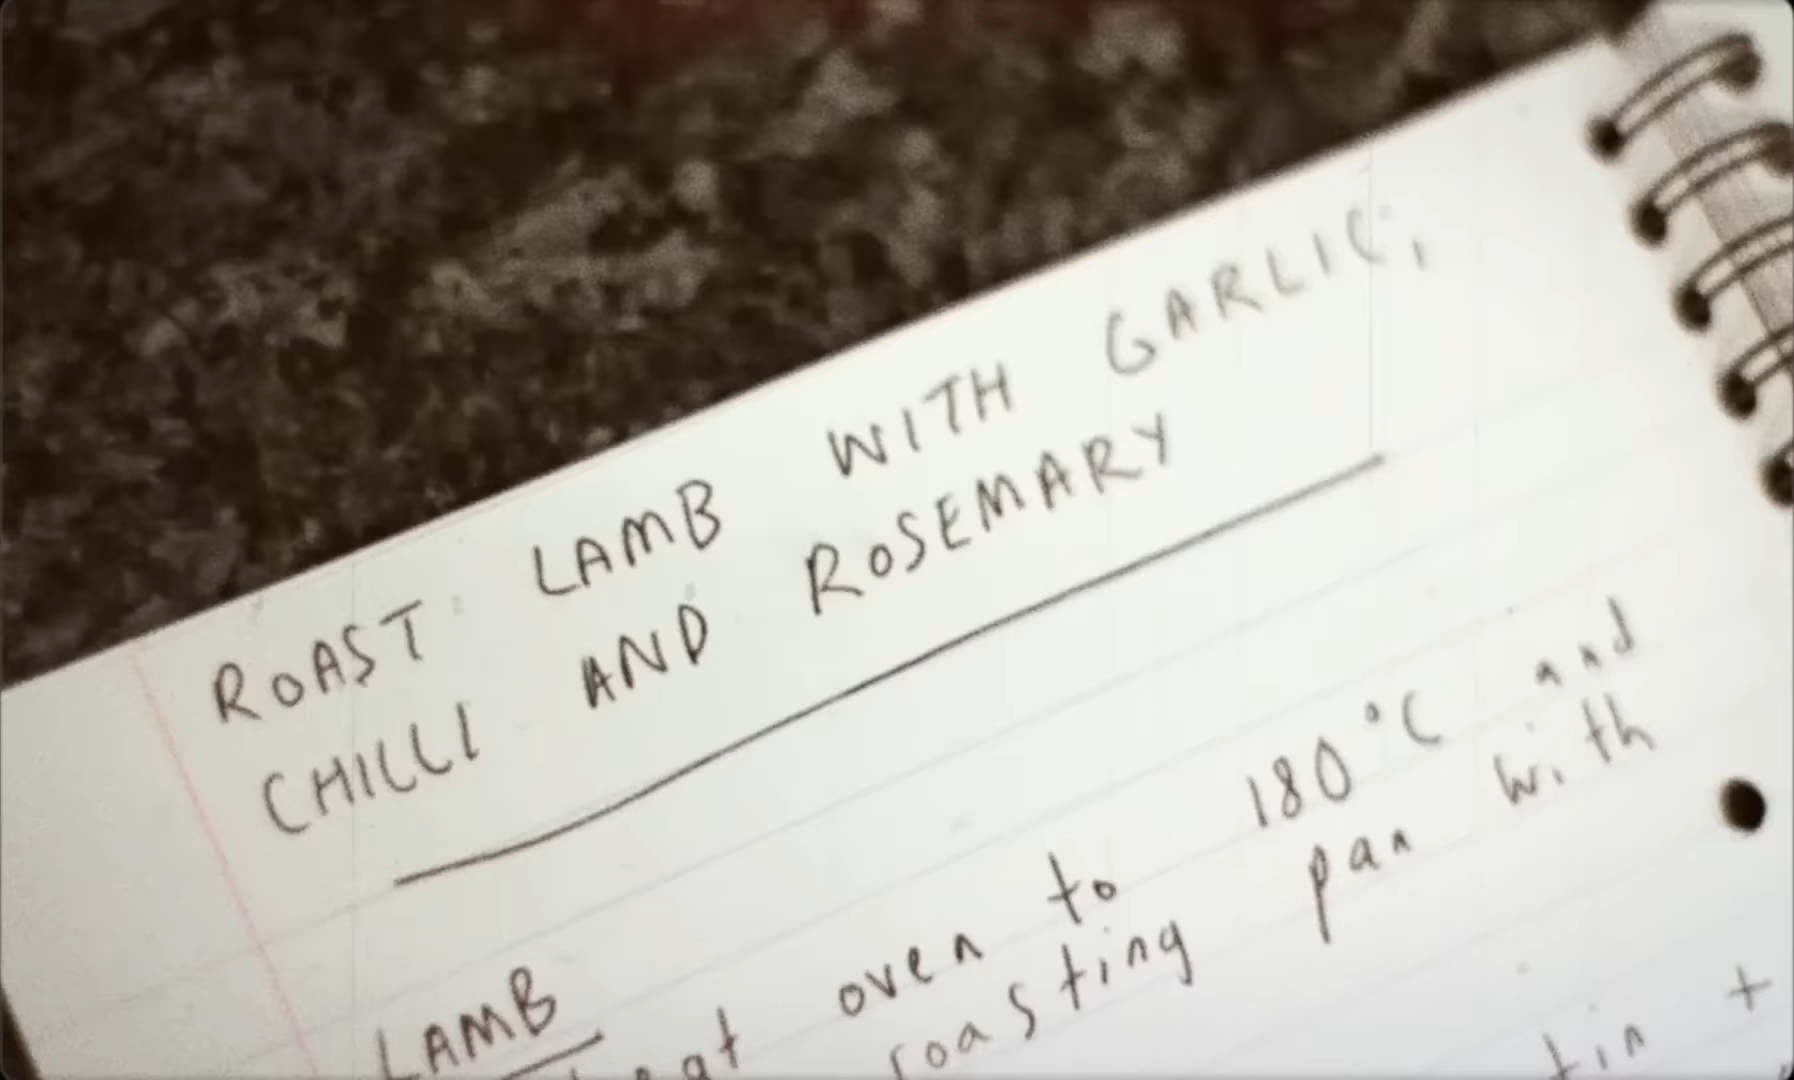 ROAST LAMB WITH GARLIC,
CHILLI AND ROSEMARY
LAMB
oven to 180°C and
roasting pan with
tin +